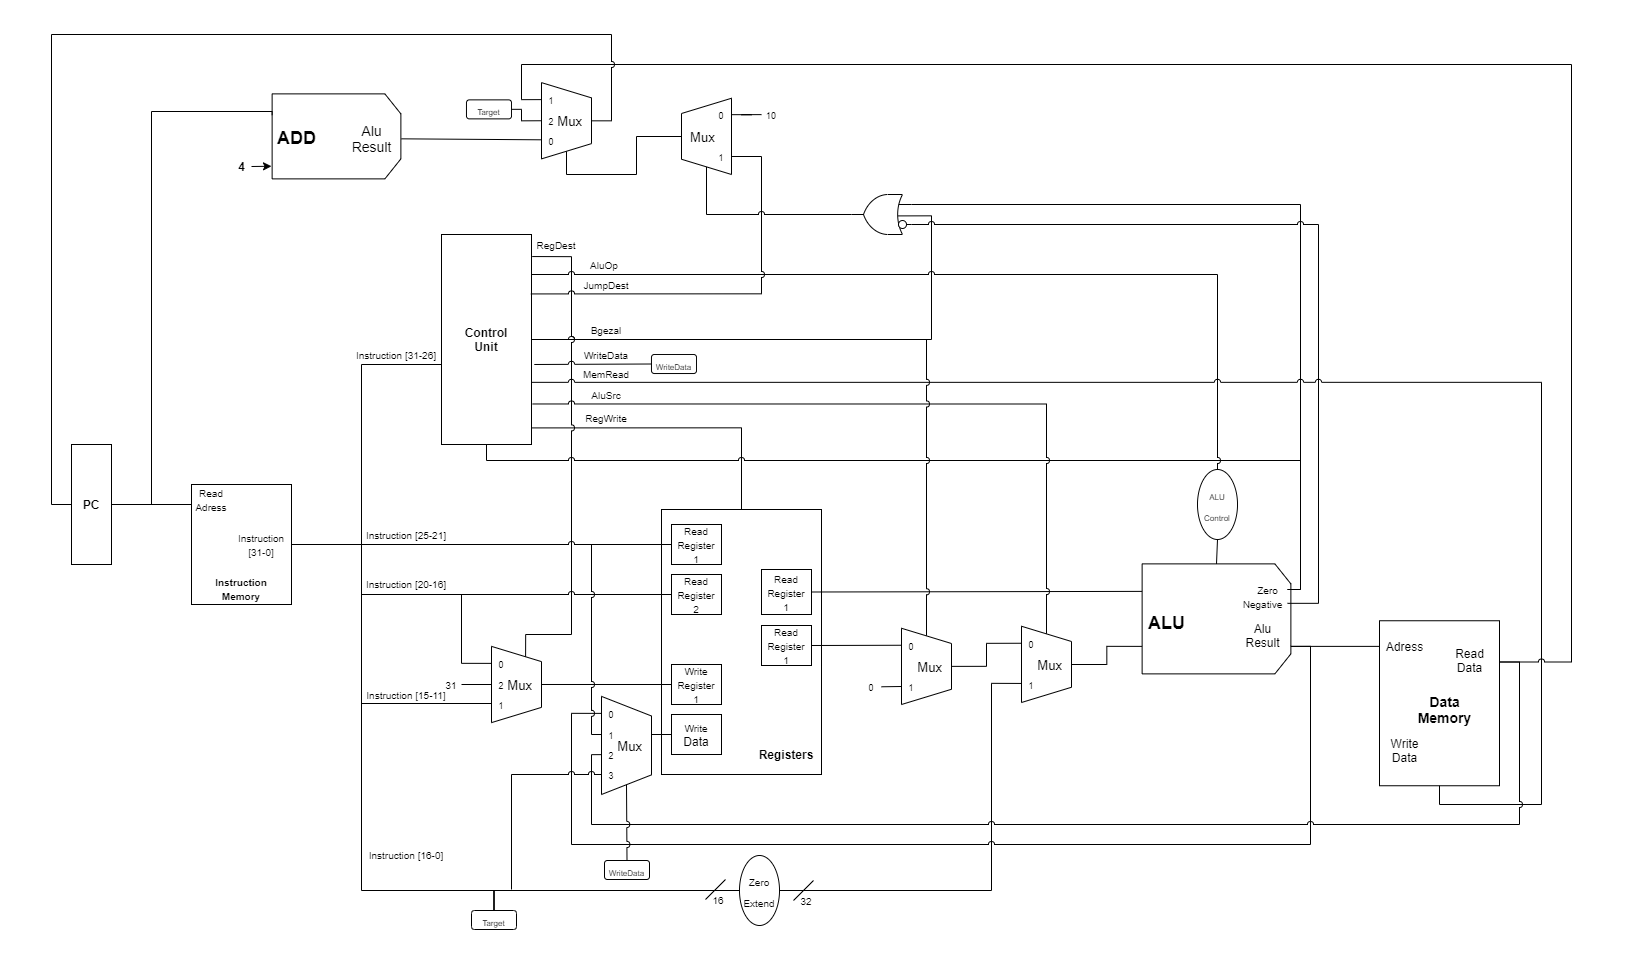 1
Target
2
Mux
0
0
10
Mux
1
ADD
Alu
Result
4
RegDest
AluOp
JumpDest
Control
Unit
Bgezal
Instruction [31-26]
WriteData
WriteData
MemRead
AluSrc
RegWrite
PC
Read
Adress
Instruction
[31-0]
Instruction
Memory
Instruction [25-21]
Instruction [20-16]
Instruction [15-11]
Instruction [16-0]
31
0
2
Mux
1
Read
Register
1
Read
Register
2
Write
Register
1
Write
Data
Read
Register
1
Read
Register
1
Registers
0
1
Mux
2
3
WriteData
Target
16
Zero
Extend
32
0
0
Mux
1
0
Mux
1
ALU
Control
ALU
Zero
Negative
Alu
Result
Adress
Read
Data
Data
Memory
Write
Data